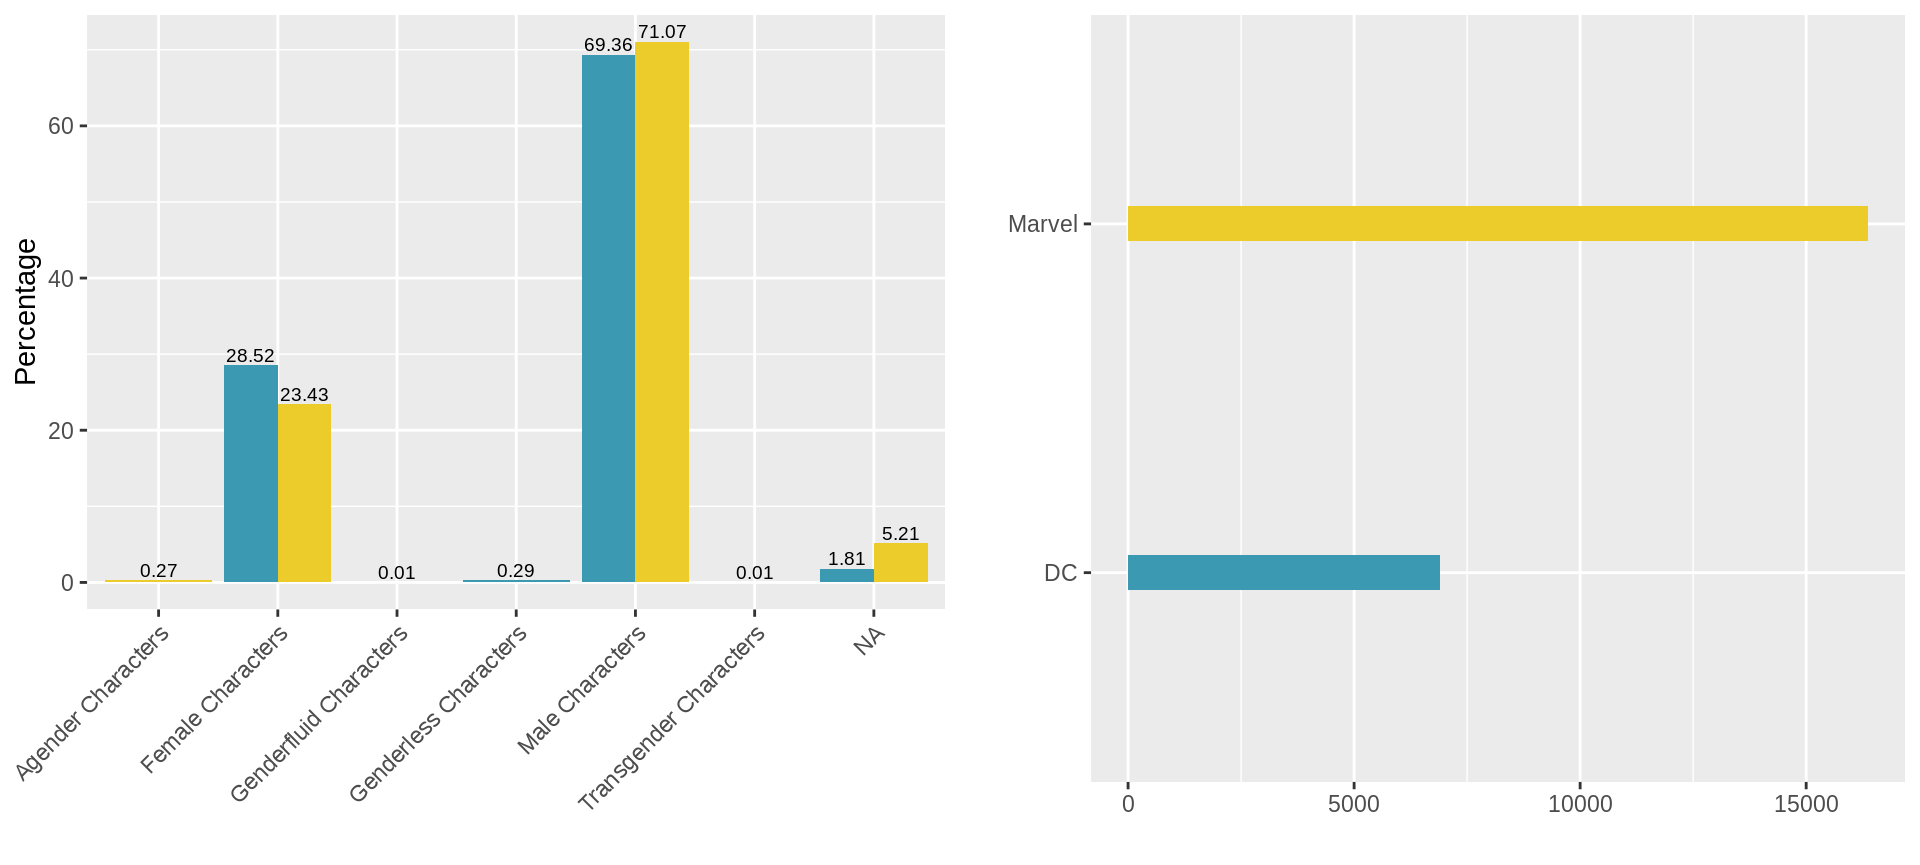 Percentage
60
40
20
0
0.27
28.52
23.43
0.01
0.29
69.36
71.07
0.01
1.81
5.21
Agender Characters
Female Characters
Genderfluid Characters
Genderless Characters
Male Characters
Transgender Characters
NA
Marvel
DC
0
5000
10000
15000